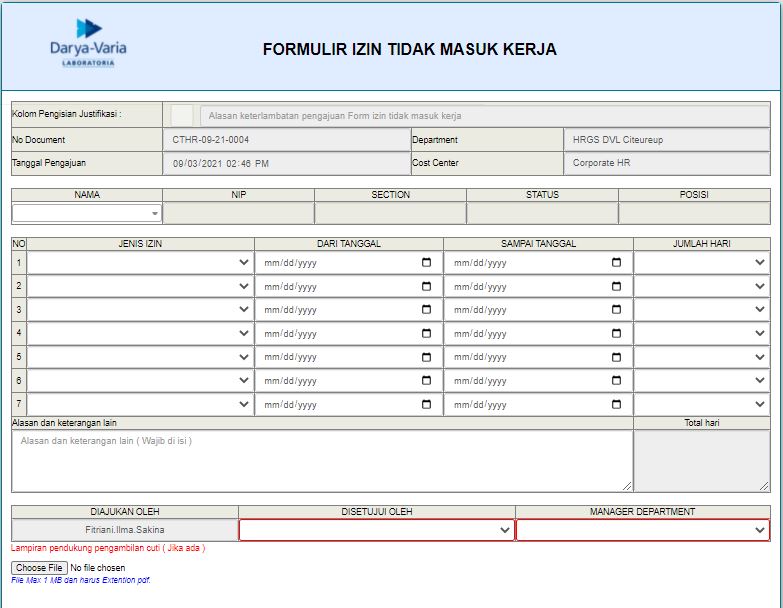 Darya-Varia
LABORATORIA
FORMULIR IZIN TIDAK MASUK KERJA
Kolom Pengisian Justifikasi : Alasan keterlambatan pengajuan Form izin tidak masuk kerja
No Document CTHR-09-21-0004 Department HRGS DVL Citeureup
Tanggal Pengajuan 09/03/2021 02:46 PM Cost Center Corporate HR
NAMA NIP SECTION STATUS POSISI
NO JENIS IZIN DARI TANGGAL SAMPAI TANGGAL JUMLAH HARI
1 mm/dd/yyyy mm/dd/yyyy
2 mm/dd/yyyy mm/dd/yyyy
3 mm/dd/yyyy mm/dd/yyyy
4 mm/dd/yyyy mm/dd/yyyy
5 mm/dd/yyyy mm/dd/yyyy
6 mm/dd/yyyy mm/dd/yyyy
7 mm/dd/yyyy mm/dd/yyyy
Alasan dan keterangan lain Total hari
Alasan dan keterangan lain ( Wajib di isi )
DIAJUKAN OLEH DISETUJUI OLEH MANAGER DEPARTMENT
Fitriani.Ilma.Sakina
Lampiran pendukung pengambilan cuti ( Jika ada )
Choose File No file chosen
File Max 1 MB dan harus Extention pdf.